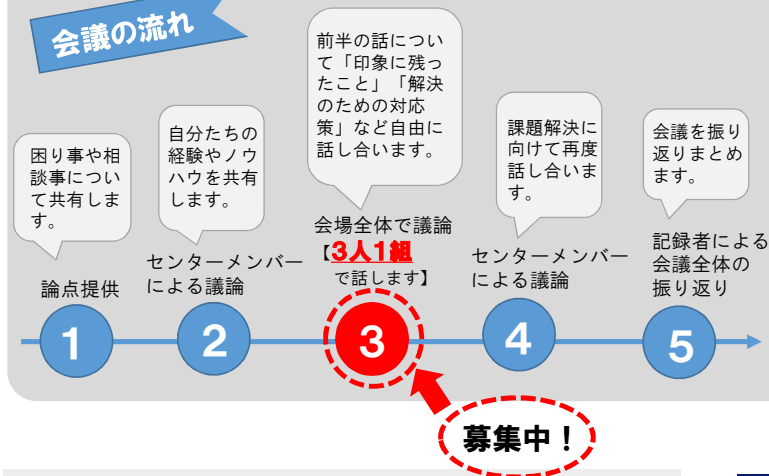 会議の流れ
困り事や相
談事につい
て共有しま
す。
論点提供
1
自分たちの
経験やノウ
ハウを共有
します。
センターメンバー
による議論
2
前半の話につい
て「印象に残っ
たこと」「解決
のための対応
策」など自由に
話し合います。
会場全体で議論
【3人1組
で話します】
3
募集中！
課題解決に
向けて再度
話し合いま
す。
センターメンバー
による議論
4
会議を振り
返りまとめ
ます。
記録者による
会議全体の
振り返り
5